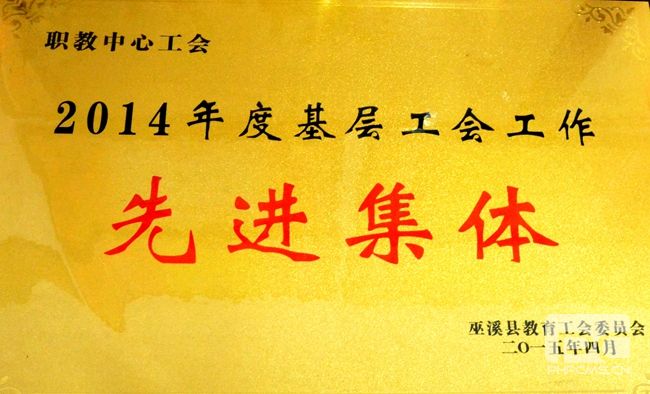 职教中心工会
2014年度基层工会工作
先进集体
巫溪县教育工会委员会
二〇一五年四月
PHPCMS.CN